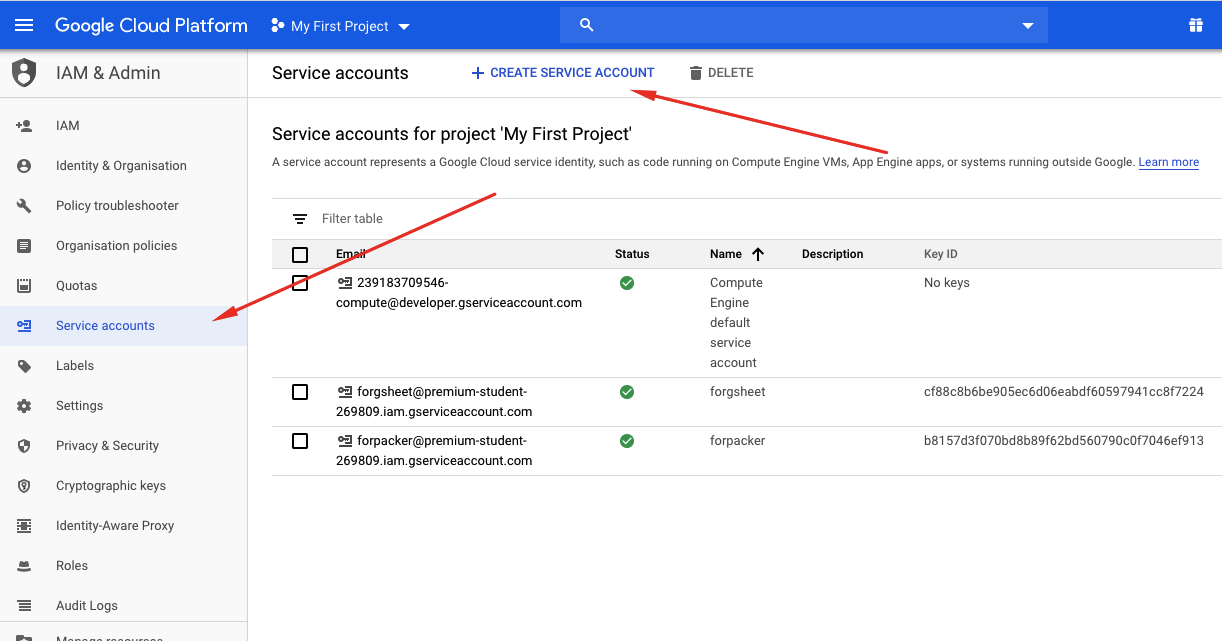 Google Cloud Platform
My First Project
IAM & Admin
Service accounts
CREATE SERVICE ACCOUNT
DELETE
IAM
Identity & Organisation
Policy troubleshooter
Organisation policies
Quotas
Service accounts
Labels
Settings
Privacy & Security
Cryptographic keys
Identity-Aware Proxy
Roles
Audit Logs
Manage resources
Service accounts for project 'My First Project'
A service account represents a Google Cloud service identity, such as code running on Compute Engine VMs, App Engine apps, or systems running outside Google. Learn more
Filter table
Email Status Name Description Key ID
239183709546- Compute No keys
compute@developer.gserviceaccount.com Engine
default
service
account
forgsheet@premium-student- forgsheet cf88c8b6be905ec6d06eabdf60597941cc8f7224
269809.iam.gserviceaccount.com
forpacker@premium-student- forpacker b8157d3f070bd8b89f62bd560790c0f7046ef913
269809.iam.gserviceaccount.com